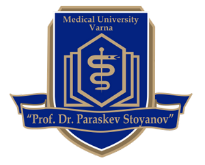 Medical University
Varna
"Prof. Dr. Paraskev Stoyanov"